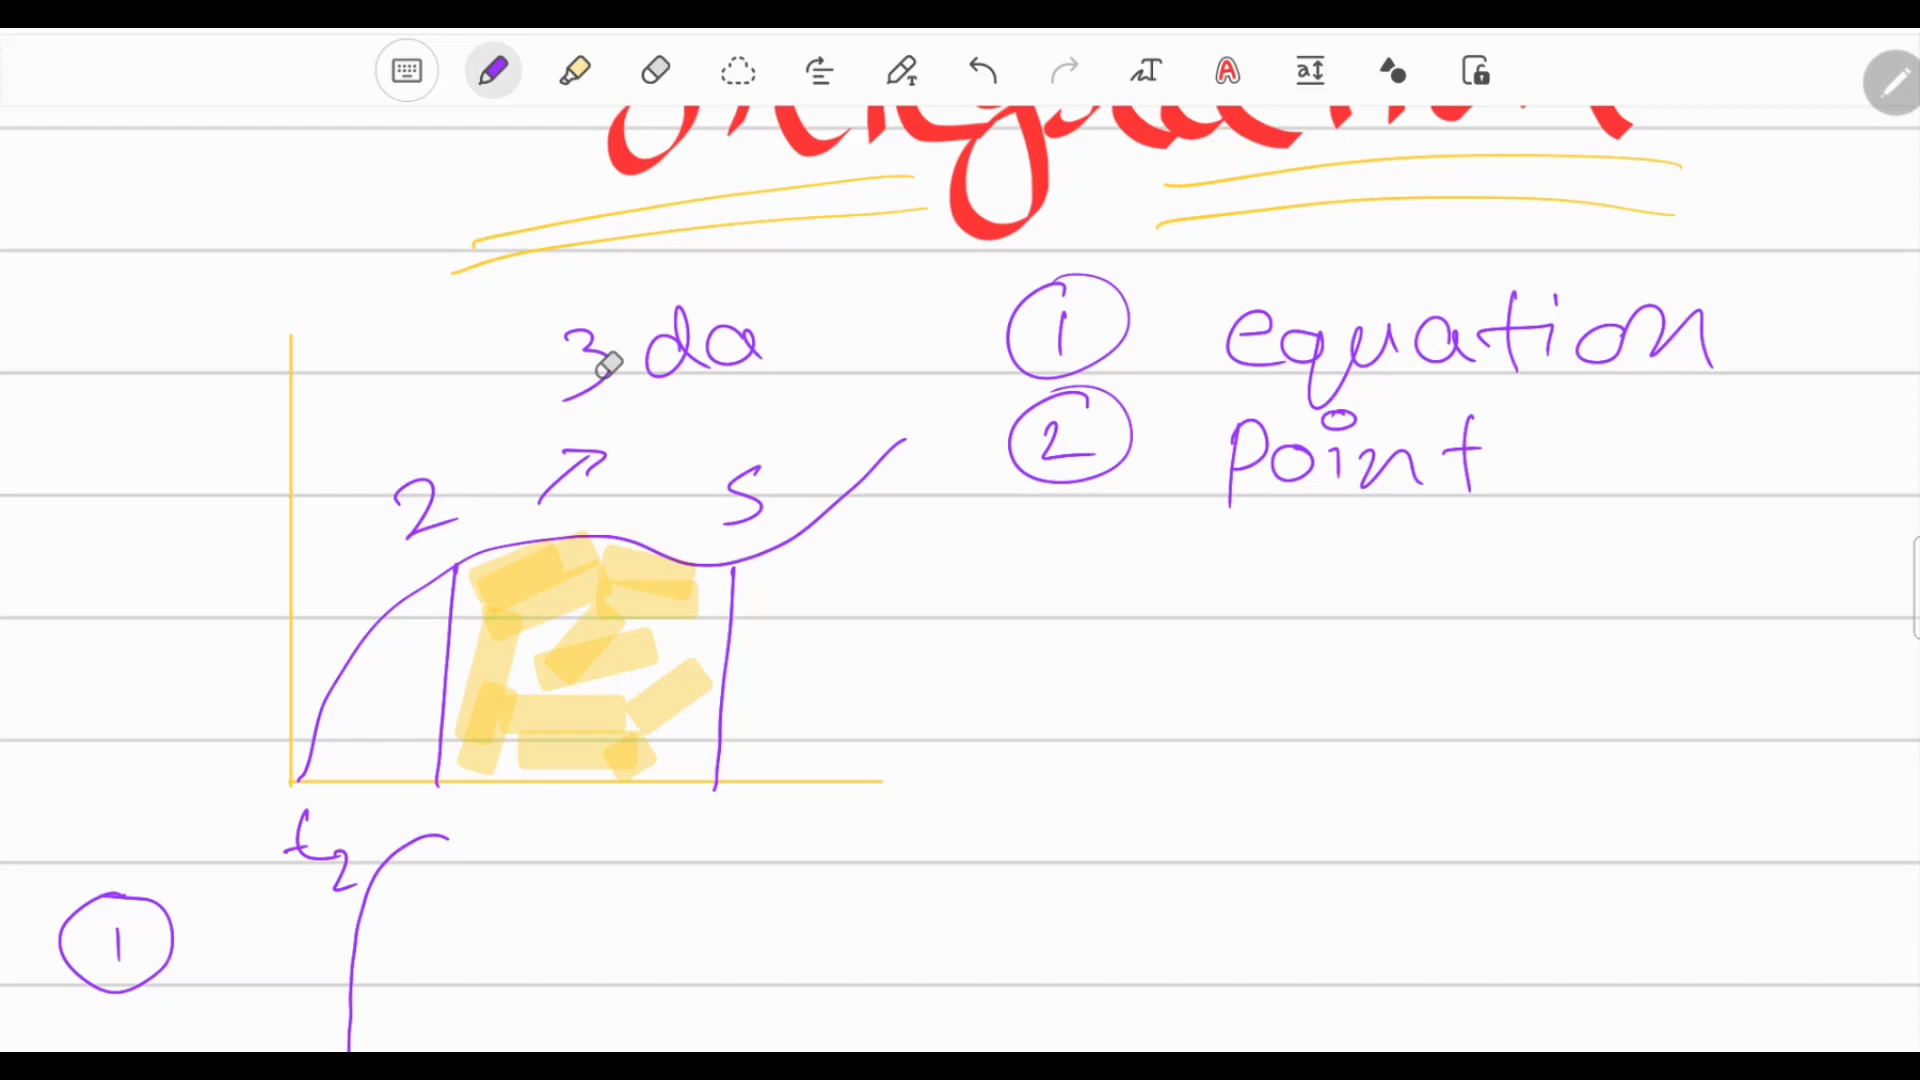 3 da
① equation
2 ↗ 5
② point
t₂
①